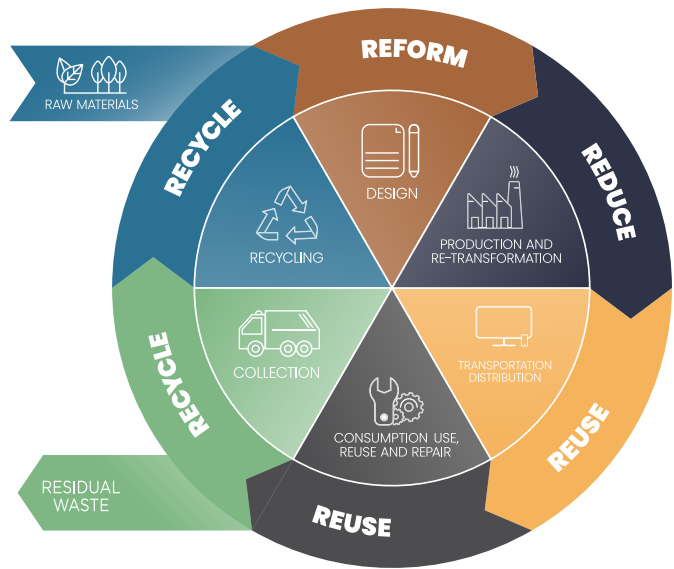 REFORM
RAW MATERIALS
RECYCLE
REDUCE
DESIGN
PRODUCTION AND
RE-TRANSFORMATION
RECYCLING
COLLECTION
TRANSPORTATION
DISTRIBUTION
RECYCLE
CONSUMPTION USE,
REUSE AND REPAIR
REUSE
RESIDUAL
WASTE
REUSE